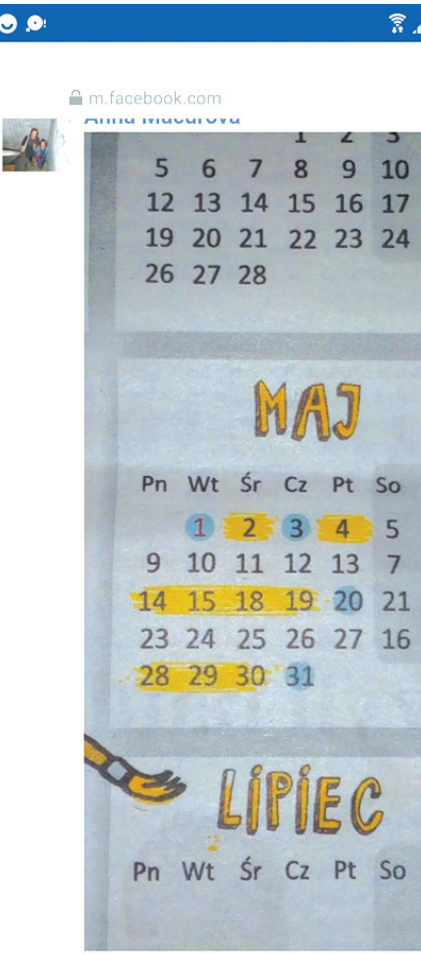 m.facebook.com
1 2 3
5 6 7 8 9 10
12 13 14 15 16 17
19 20 21 22 23 24
26 27 28
MAJ
Pn Wt Śr Cz Pt So
1 2 3 4 5
9 10 11 12 13 7
14 15 18 19 20 21
23 24 25 26 27 16
28 29 30 31
LIPIEC
Pn Wt Śr Cz Pt So